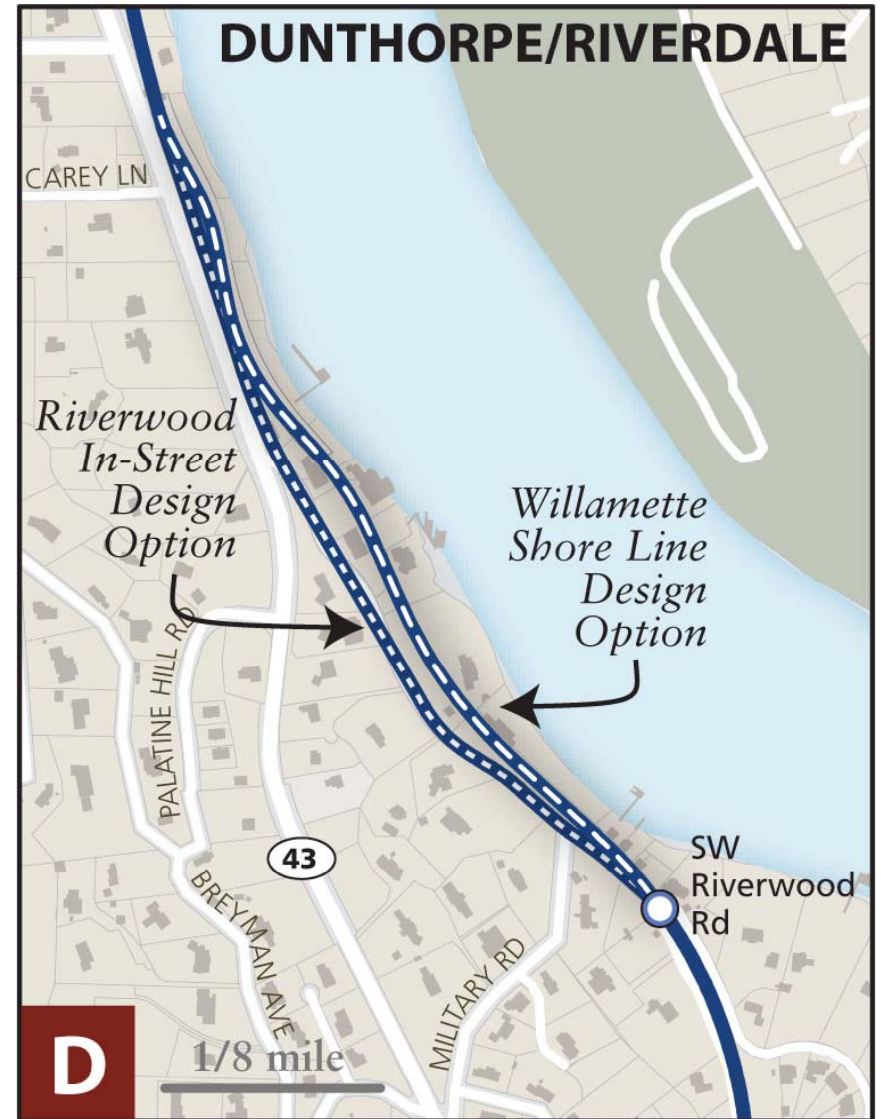 DUNTHORPE/RIVERDALE
CAREY LN
Riverwood
In-Street
Design
Option
Willamette
Shore Line
Design
Option
PALATINE HILL RD
43
SW
Riverwood
Rd
BREYMAN AVE
MILITARY RD
D
1/8 mile